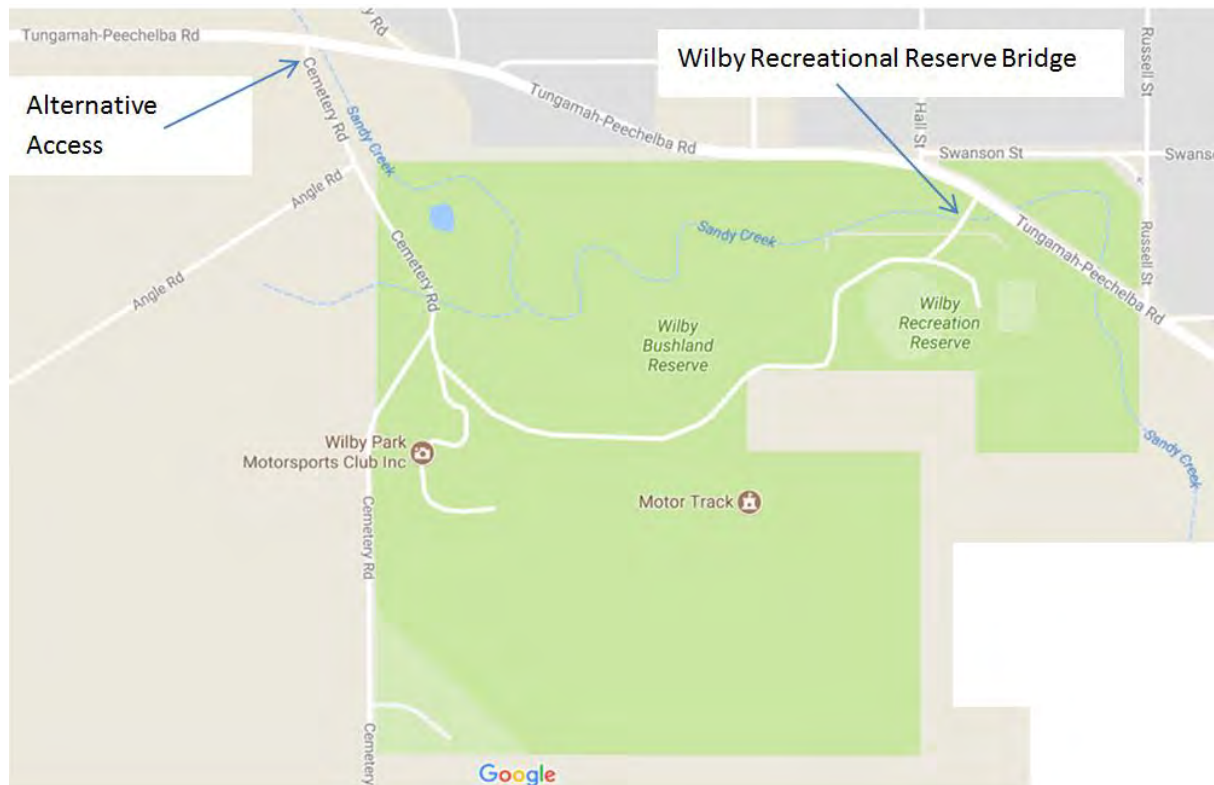 Tungamah-Peechelba Rd
y Rd
Wilby Recreational Reserve Bridge
Russell St
Alternative
Access
Cemetery Rd
Sandy Creek
Tungamah-Peechelba Rd
Hall St
Swanson St
Swans
Angle Rd
Cemetery Rd
Sandy Creek
Tungamah-Peechelba Rd
Russell St
Angle Rd
Wilby
Bushland
Reserve
Wilby
Recreation
Reserve
Wilby Park
Motorsports Club Inc
Sandy Creek
Motor Track
Cemetery Rd
Cemetery
Google